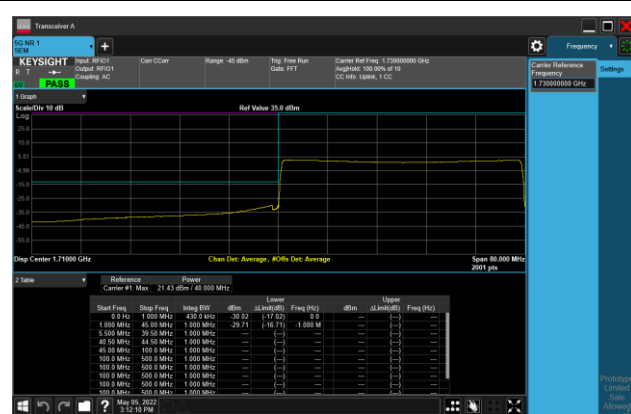 Transceiver A
5G NR 1
SEM
Frequency
KEYSIGHT
R T
PASS
Input: RFIO1
Output: RFIO1
Coupling: AC
Corr CCorr
Range: -45 dBm
Trig: Free Run
Gate: FFT
Carrier Ref Freq: 1.730000000 GHz
AvgHold: 100.00% of 10
CC Info: Uplink, 1 CC
Carrier Reference
Frequency
1.730000000 GHz
Settings
1 Graph
Scale/Div 10 dB
Ref Value 35.0 dBm
Log
25.0
15.0
5.01
-4.99
-15.0
-25.0
-35.0
-45.0
-55.0
Disp Center 1.71000 GHz
Chan Det: Average , #Offs Det: Average
Span 80.000 MHz
2001 pts
2 Table
Reference Power
Carrier #1 Max 21.43 dBm / 40.000 MHz
Lower Upper
Start Freq Stop Freq Integ BW dBm ΔLimit(dB) Freq (Hz) dBm ΔLimit(dB) Freq (Hz)
0.0 Hz 1.000 MHz 430.0 kHz -30.02 (-17.02) 0.0 --- (---) ---
1.000 MHz 45.00 MHz 1.000 MHz -29.71 (-16.71) -1.000 M --- (---) ---
5.500 MHz 39.50 MHz 1.000 MHz --- (---) --- --- (---) ---
40.50 MHz 44.50 MHz 1.000 MHz --- (---) --- --- (---) ---
45.00 MHz 100.0 MHz 1.000 MHz --- (---) --- --- (---) ---
100.0 MHz 500.0 MHz 1.000 MHz --- (---) --- --- (---) ---
100.0 MHz 500.0 MHz 1.000 MHz --- (---) --- --- (---) ---
100.0 MHz 500.0 MHz 1.000 MHz --- (---) --- --- (---) ---
100.0 MHz 500.0 MHz 1.000 MHz --- (---) --- --- (---) ---
May 05, 2022
3:12:10 PM
Prototype
Limited
Sale
Allowed